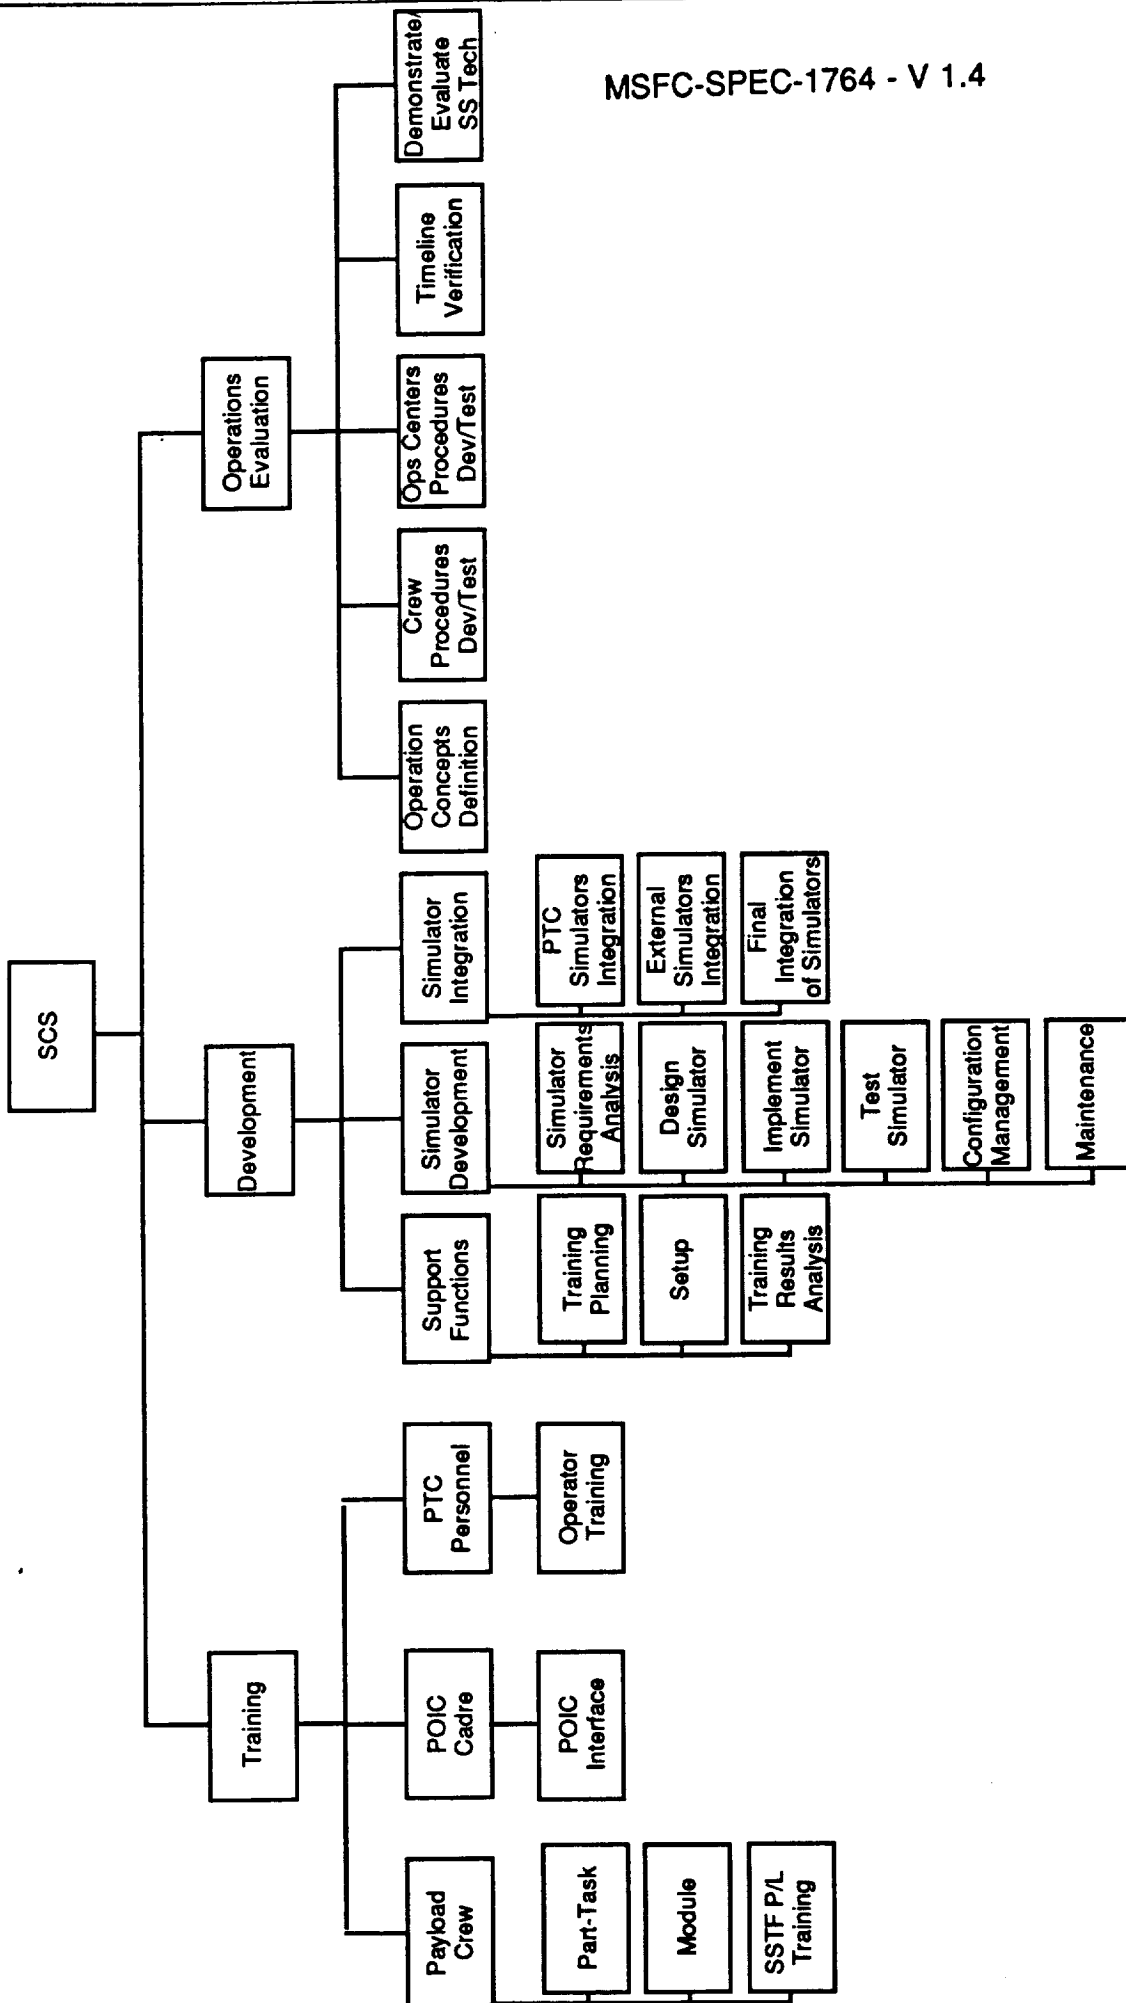 MSFC-SPEC-1764 - V 1.4
SCS
Training
Development
Operations
Evaluation
Payload
Crew
POIC
Cadre
PTC
Personnel
Support
Functions
Simulator
Development
Simulator
Integration
Operation
Concepts
Definition
Crew
Procedures
Dev/Test
Ops Centers
Procedures
Dev/Test
Timeline
Verification
Demonstrate/
Evaluate
SS Tech
Part-Task
Module
SSTF P/L
Training
POIC
Interface
Operator
Training
Training
Planning
Setup
Training
Results
Analysis
Simulator
Requirements
Analysis
Design
Simulator
Implement
Simulator
Test
Simulator
Configuration
Management
Maintenance
PTC
Simulators
Integration
External
Simulators
Integration
Final
Integration
of Simulators